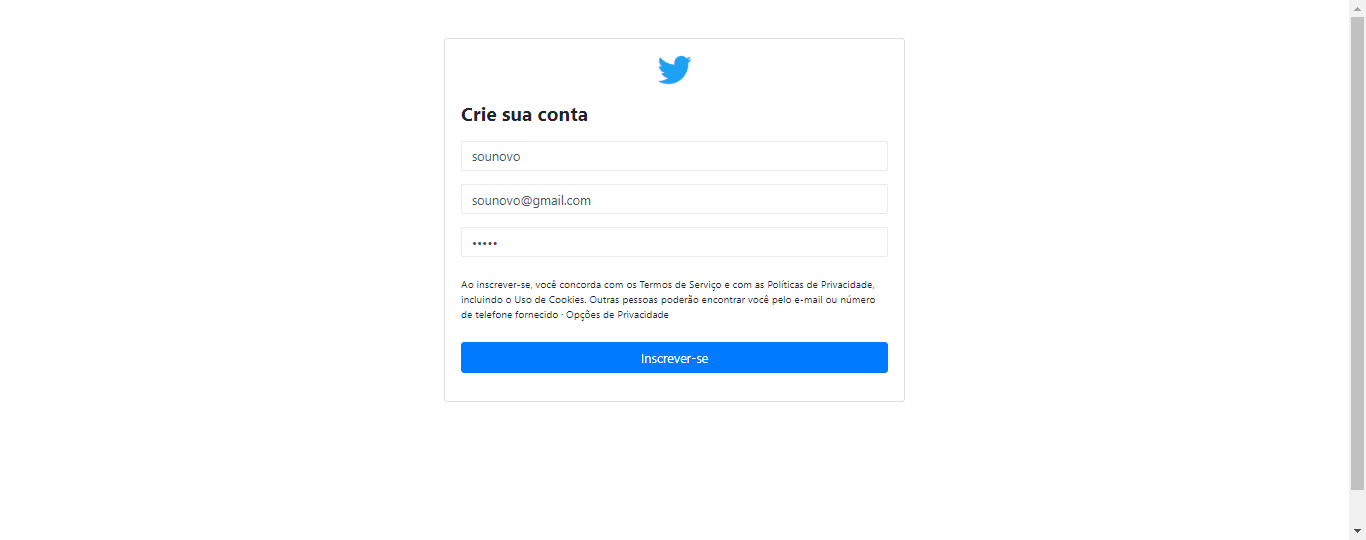 Crie sua conta
sounovo
sounovo@gmail.com
•••••
Ao inscrever-se, você concorda com os Termos de Serviço e com as Políticas de Privacidade,
incluindo o Uso de Cookies. Outras pessoas poderão encontrar você pelo e-mail ou número
de telefone fornecido · Opções de Privacidade
Inscrever-se